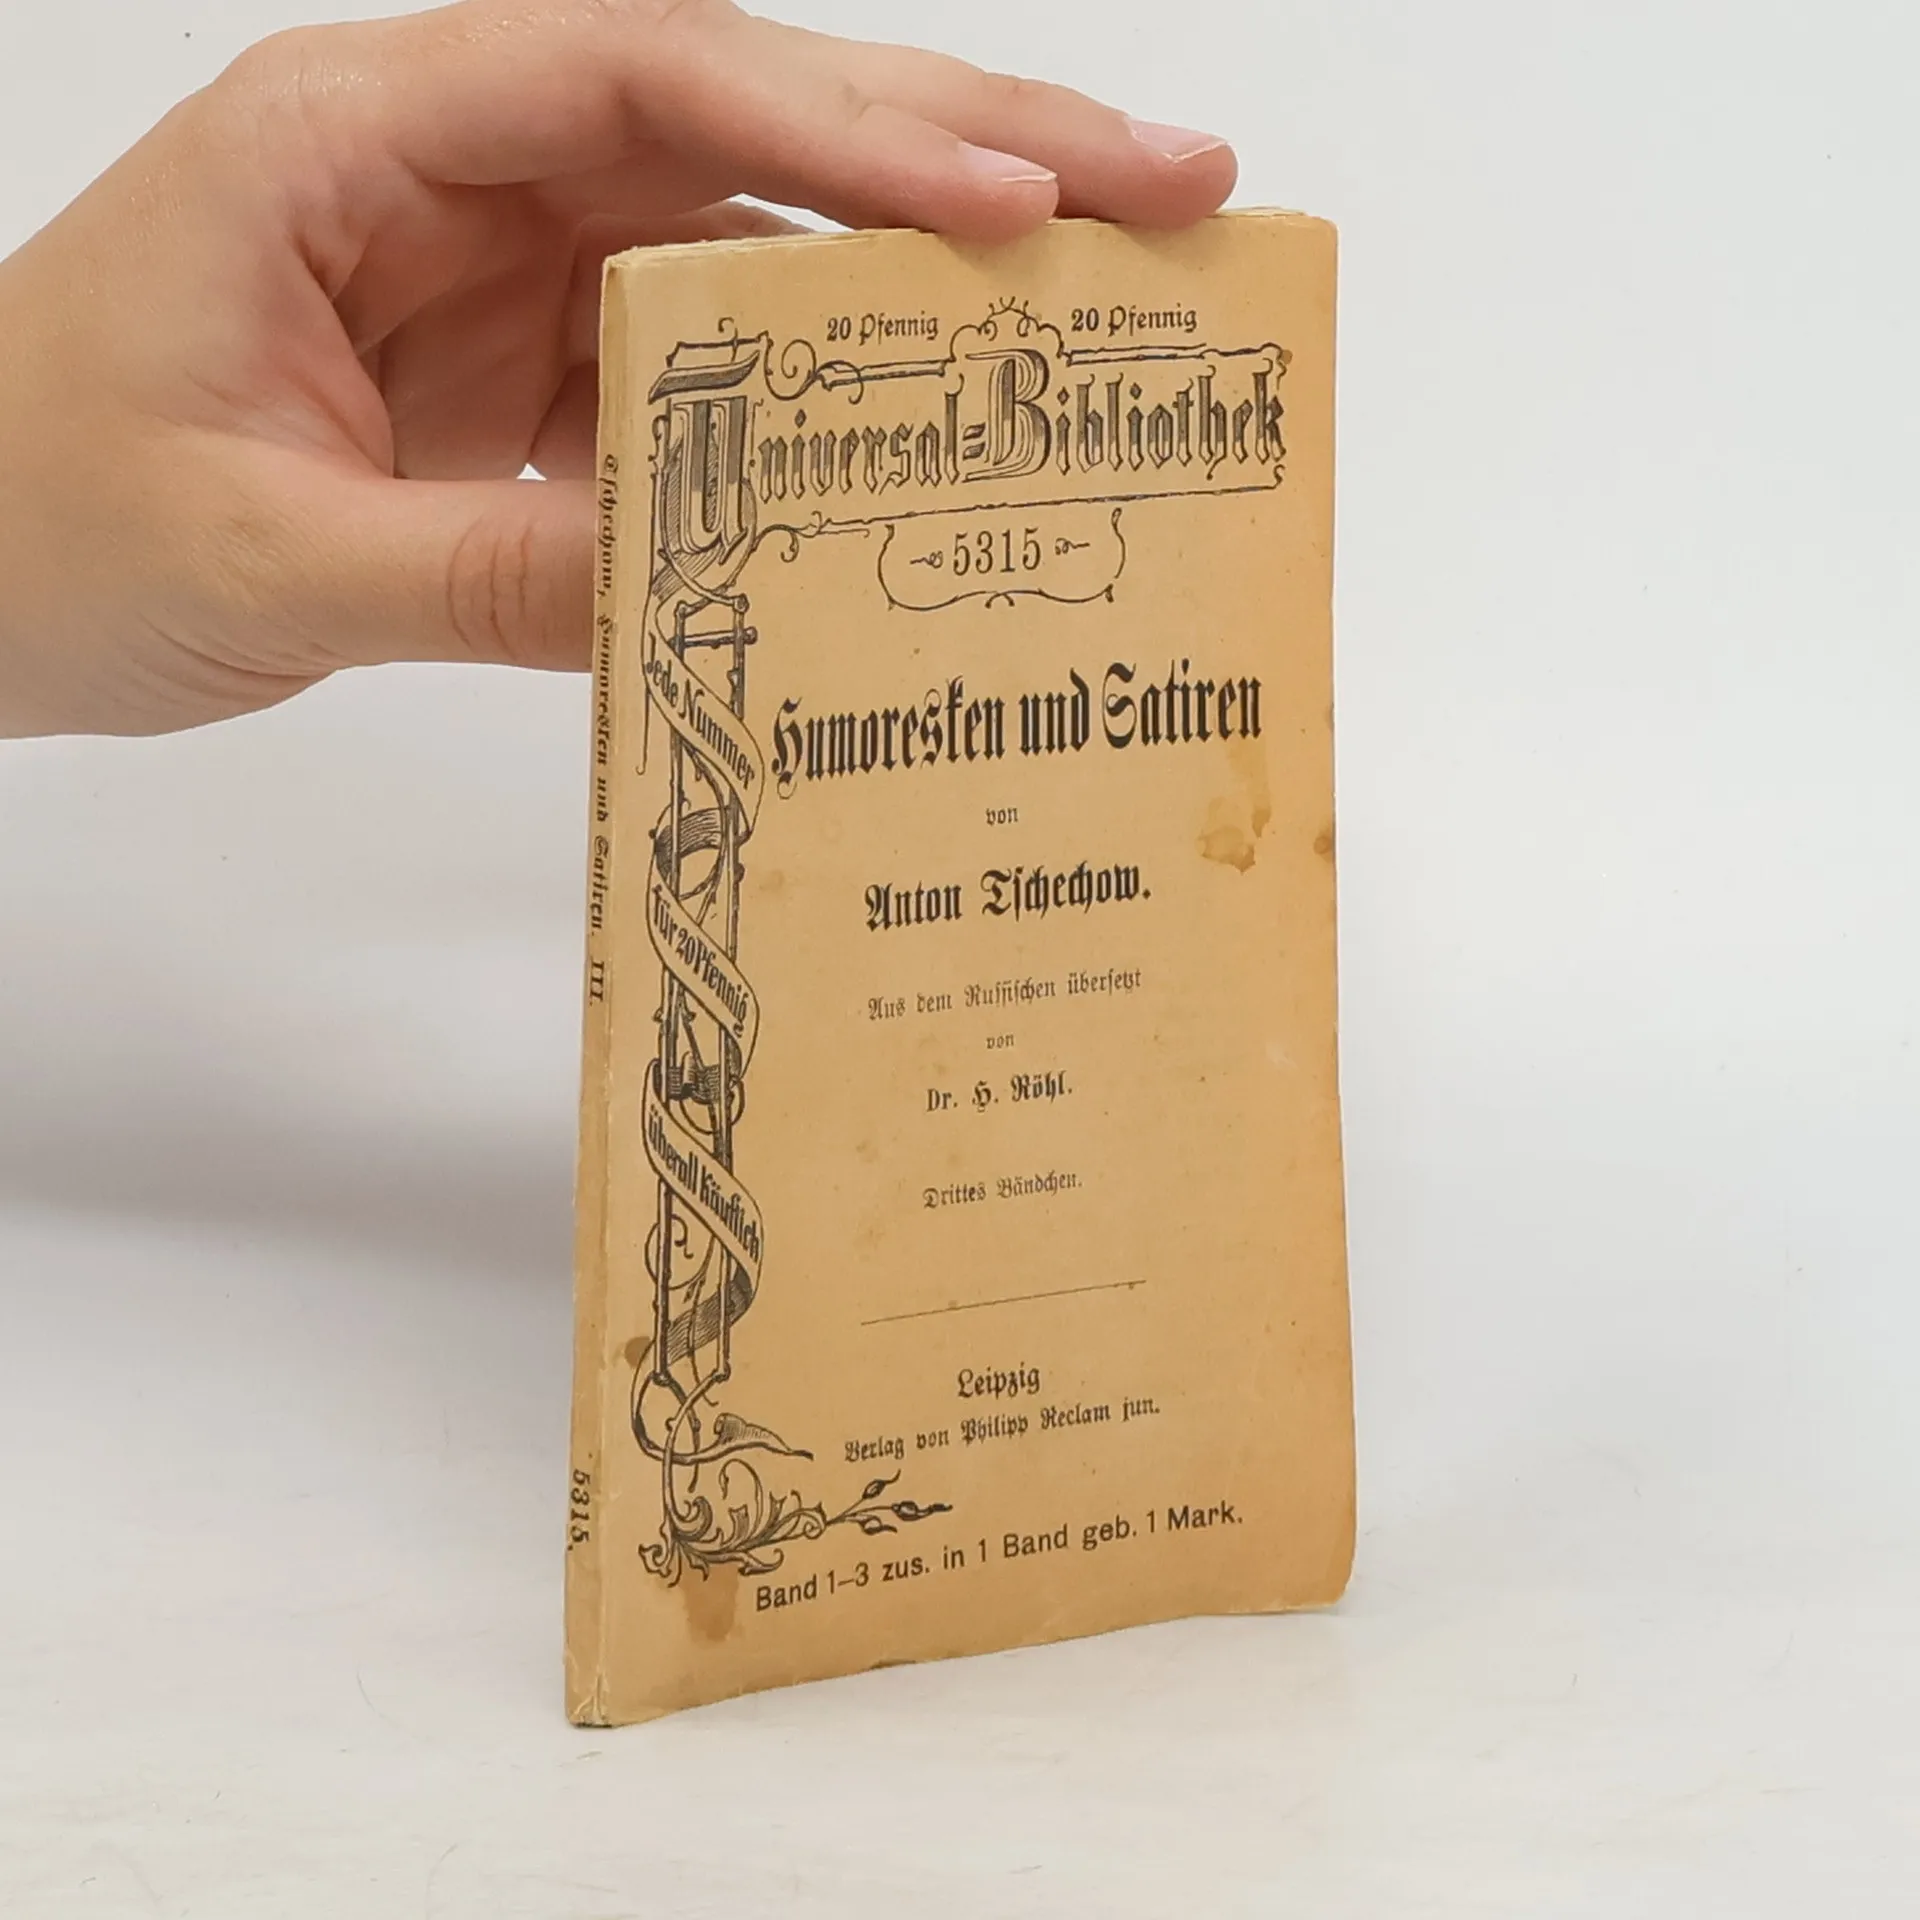 20 Pfennig 20 Pfennig
Universal=Bibliothek
5315
Jede Nummer
für 20 Pfennig
überall käuflich
Humoresken und Satiren
von
Anton Tschechow.
Aus dem Russischen übersetzt
von
Dr. H. Röhl.
Drittes Bändchen.
Leipzig
Verlag von Philipp Reclam jun.
Band 1–3 zus. in 1 Band geb. 1 Mark.
Tschechow, Humoresken und Satiren. III.
5315.